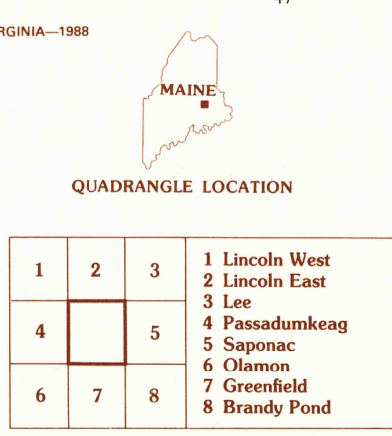 RGINIA—1988
MAINE
QUADRANGLE LOCATION
1 2 3
4 5
6 7 8
1 Lincoln West
2 Lincoln East
3 Lee
4 Passadumkeag
5 Saponac
6 Olamon
7 Greenfield
8 Brandy Pond